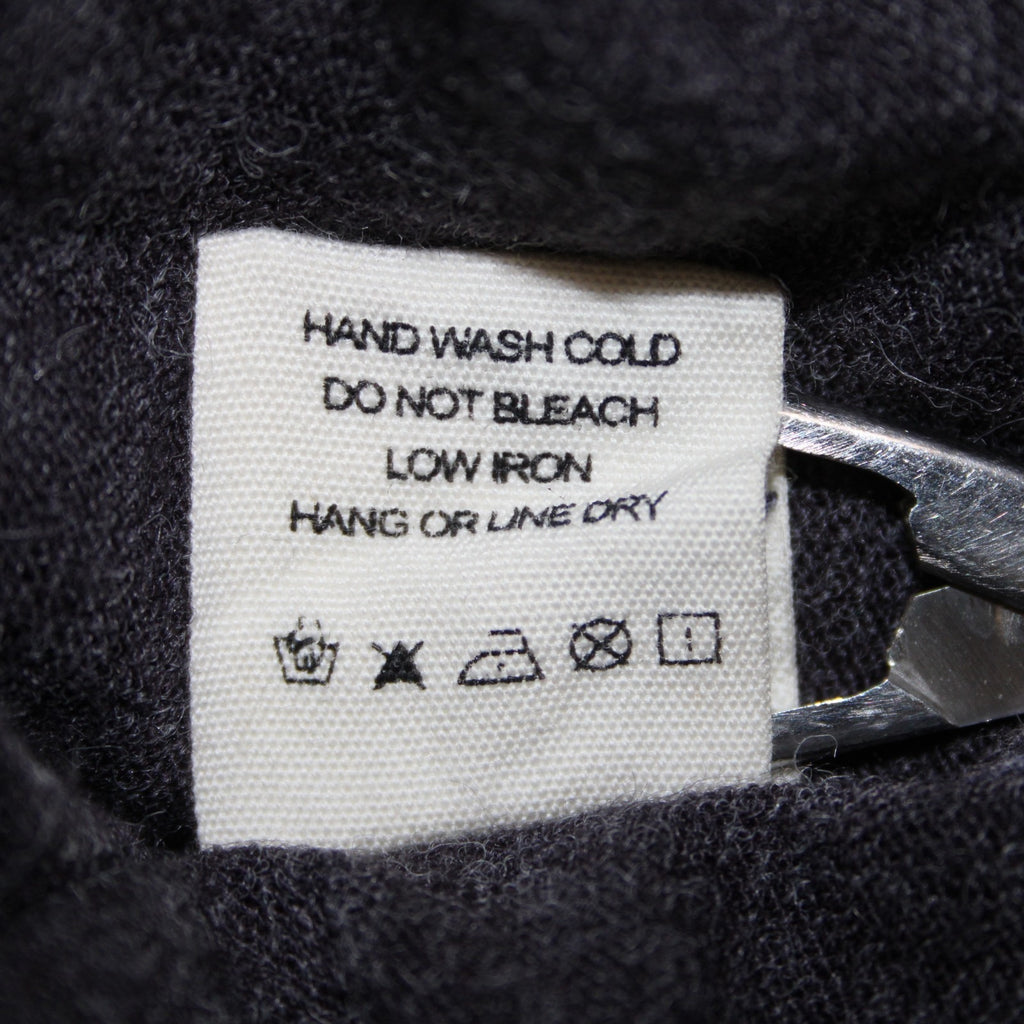 HAND WASH COLD
DO NOT BLEACH
LOW IRON
HANG OR LINE DRY